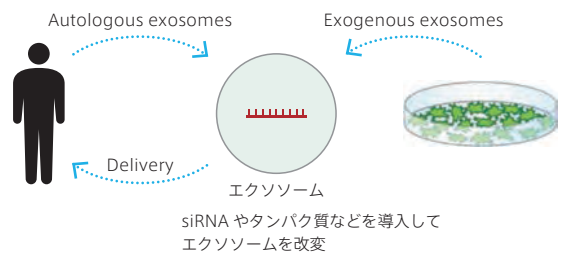 Autologous exosomes
Exogenous exosomes
Delivery
エクソソーム
siRNA やタンパク質などを導入して
エクソソームを改変